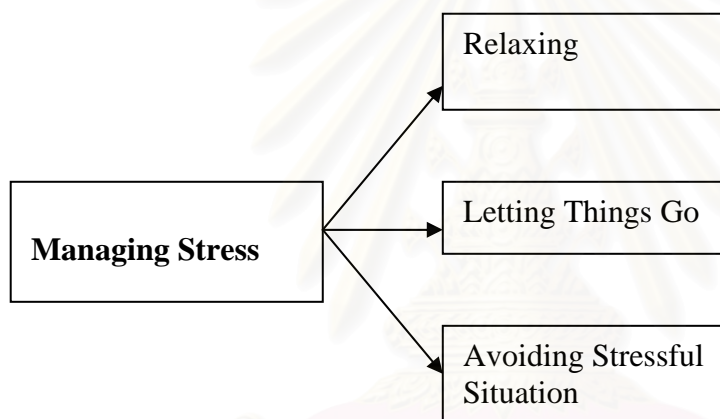 Relaxing
Managing Stress
Letting Things Go
Avoiding Stressful
Situation